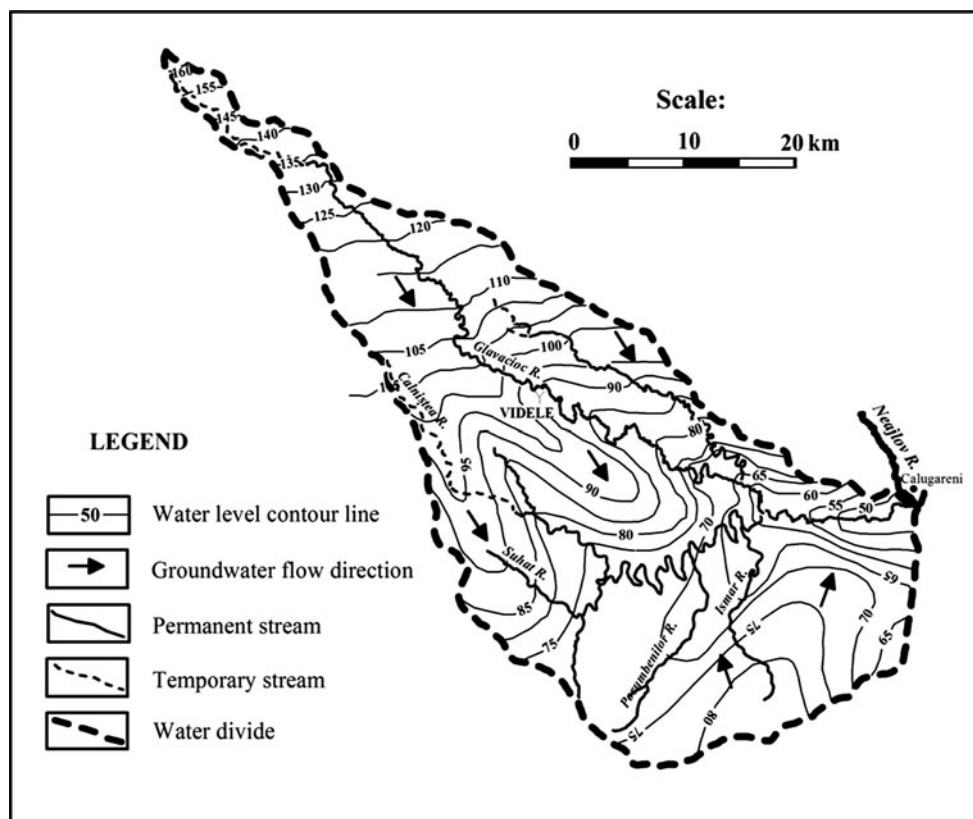 160
155
145
140
135
130
125
120
110
105
100
Scale:
0 10 20 km
Glavacioc R.
Calnistea R.
90
VIDELE
80
95
90
80
70
65
60
55
50
Neajlov R.
Calugareni
Suhat R.
85
75
Ismar R.
Porumbenilor R.
65
70
65
75
80
75
LEGEND
50 Water level contour line
Groundwater flow direction
Permanent stream
Temporary stream
Water divide